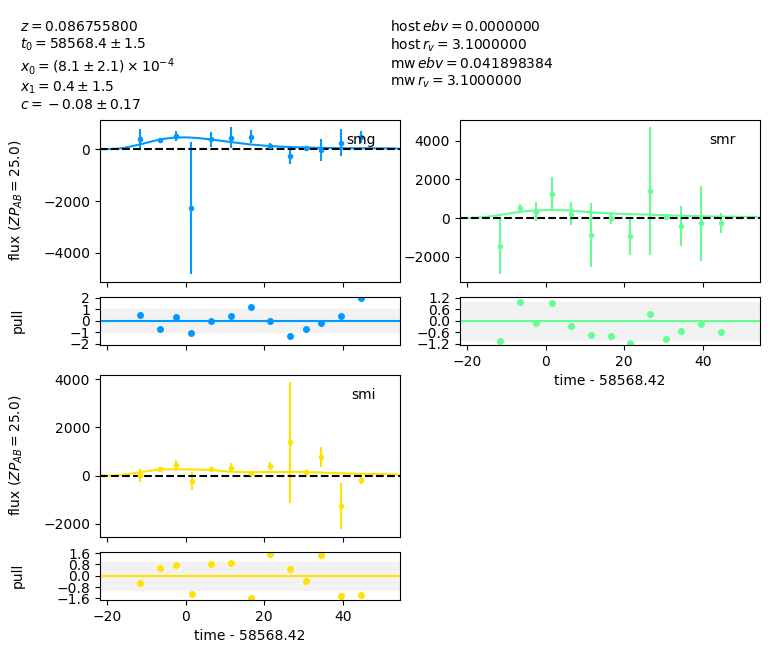 z = 0.086755800
t₀ = 58568.4 ± 1.5
x₀ = (8.1 ± 2.1) × 10⁻⁴
x₁ = 0.4 ± 1.5
c = −0.08 ± 0.17
host ebv = 0.0000000
host r_v = 3.1000000
mw ebv = 0.041898384
mw r_v = 3.1000000
flux (ZP_AB = 25.0)
0
−2000
−4000
smg
4000
2000
0
−2000
smr
pull
2
1
0
−1
−2
1.2
0.6
0.0
−0.6
−1.2
−20
0
20
40
time - 58568.42
flux (ZP_AB = 25.0)
4000
2000
0
−2000
smi
pull
1.6
0.8
0.0
−0.8
−1.6
−20
0
20
40
time - 58568.42